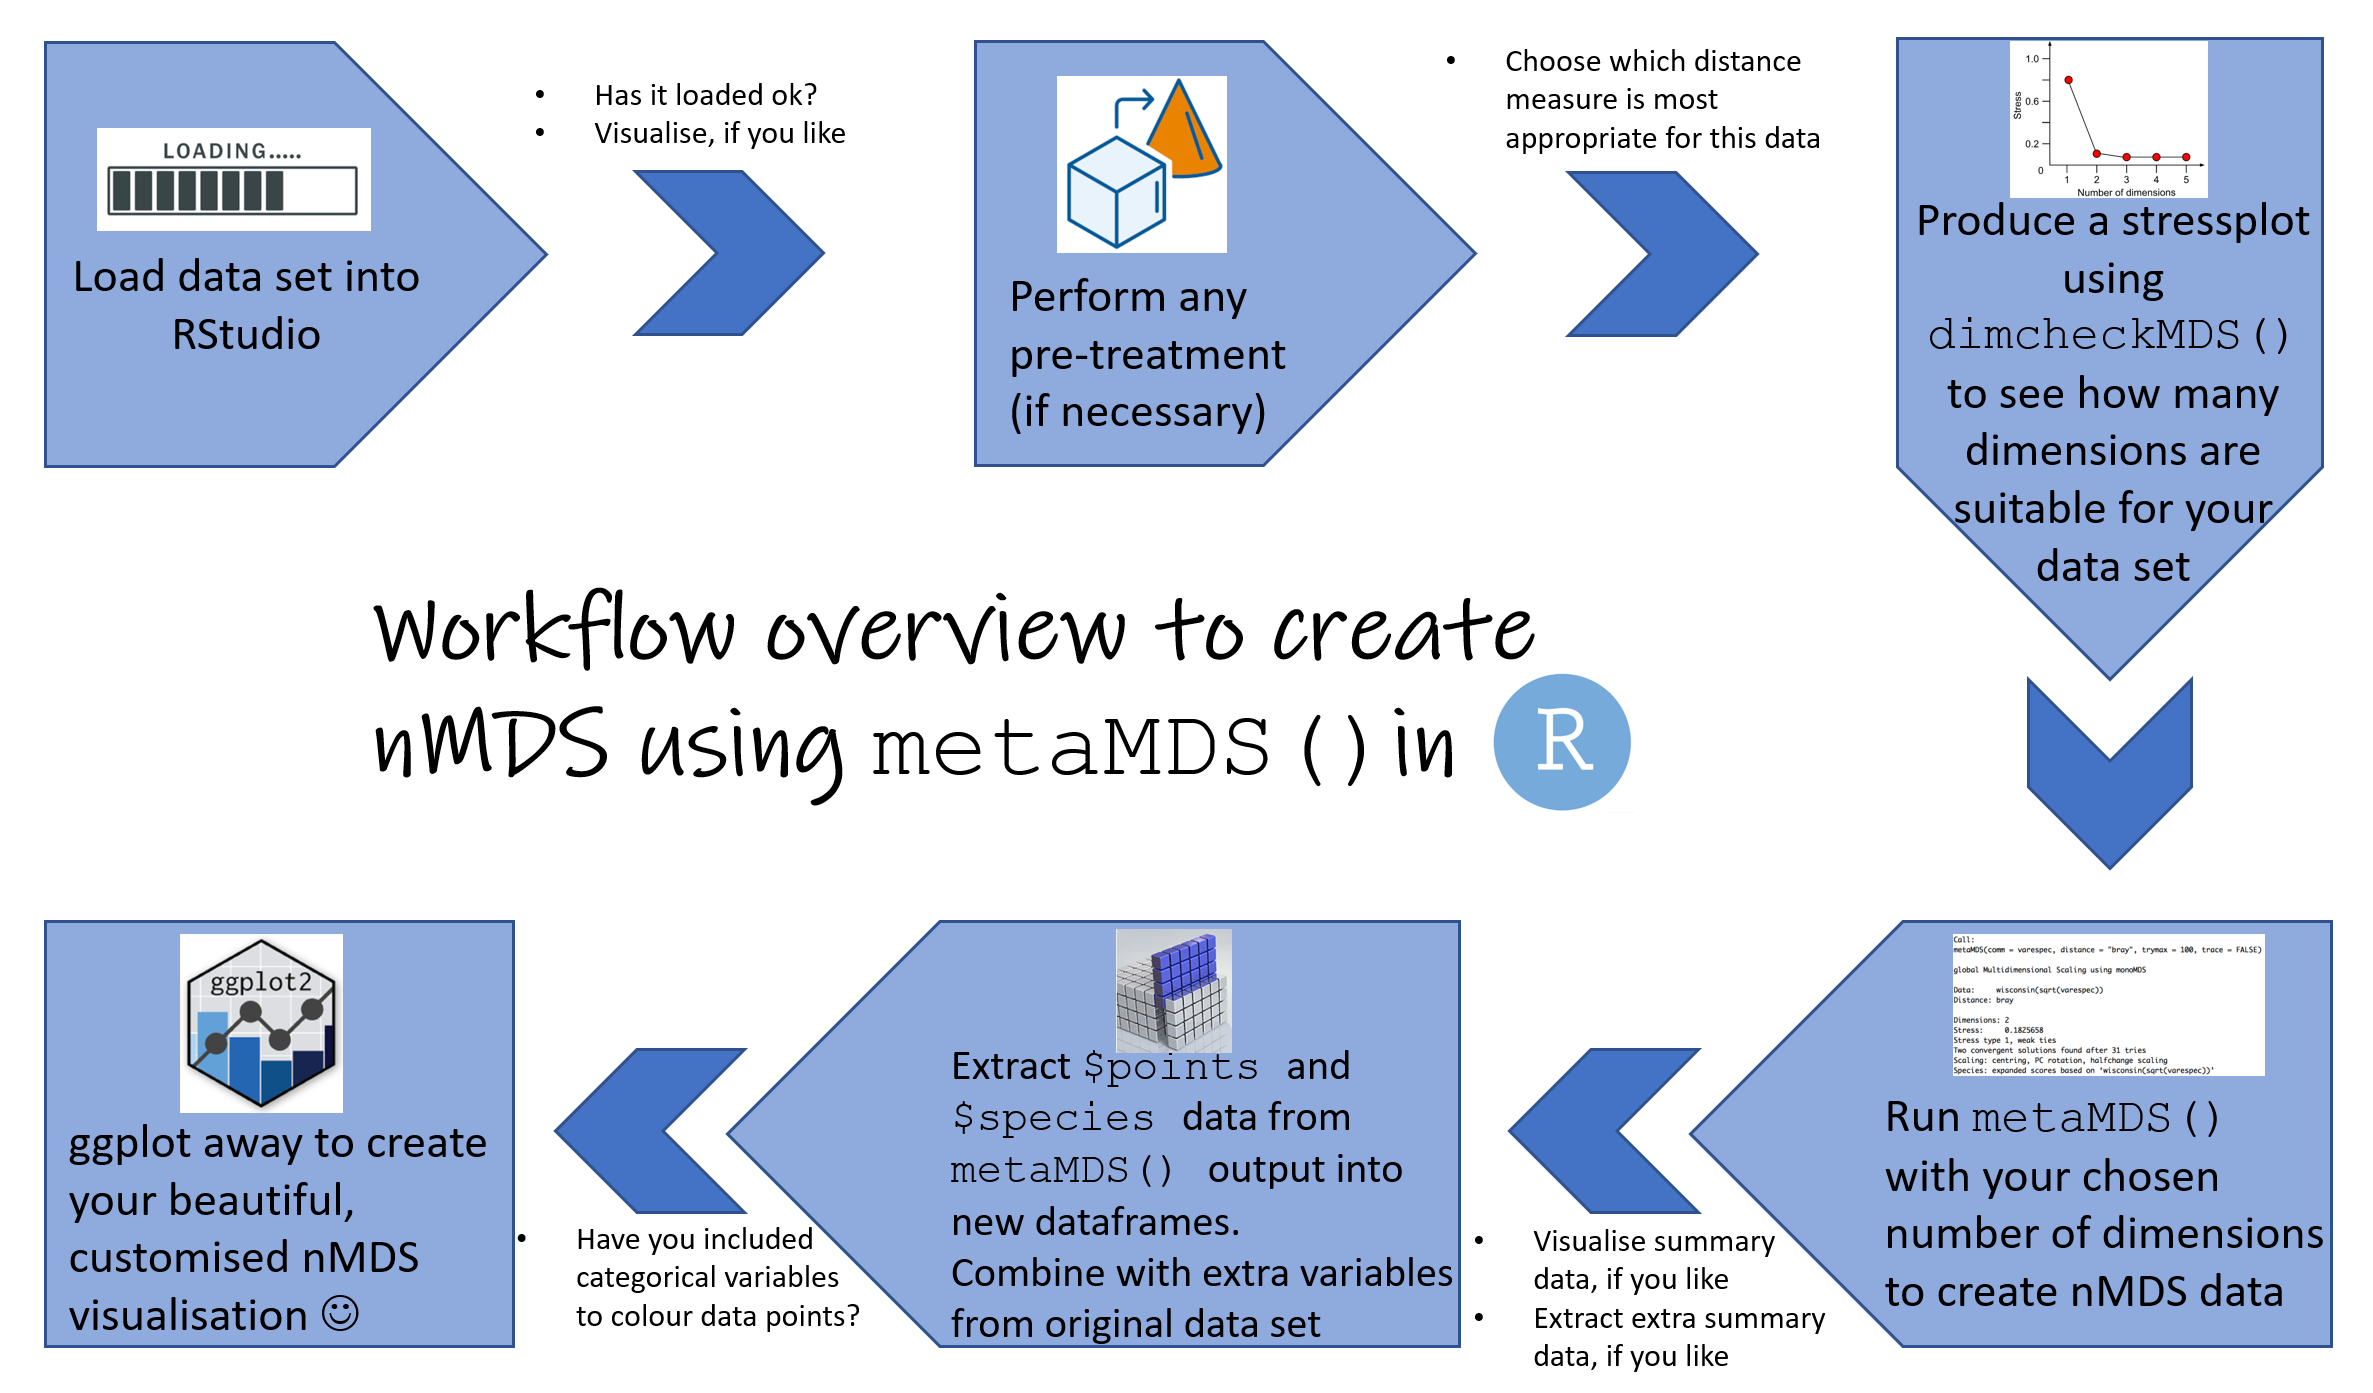 LOADING.....
Load data set into
RStudio
• Has it loaded ok?
• Visualise, if you like
Perform any
pre-treatment
(if necessary)
• Choose which distance
measure is most
appropriate for this data
1.0
0.6
0.2
0
Stress
1 2 3 4 5
Number of dimensions
Produce a stressplot
using
dimcheckMDS()
to see how many
dimensions are
suitable for your
data set
Workflow overview to create
nMDS using metaMDS() in R
Call:
metaMDS(comm = varespec, distance = "bray", trymax = 100, trace = FALSE)
global Multidimensional Scaling using monoMDS
Data: wisconsin(sqrt(varespec))
Distance: bray
Dimensions: 2
Stress: 0.1825658
Stress type 1, weak ties
Two convergent solutions found after 31 tries
Scaling: centring, PC rotation, halfchange scaling
Species: expanded scores based on 'wisconsin(sqrt(varespec))'
Run metaMDS()
with your chosen
number of dimensions
to create nMDS data
• Visualise summary
data, if you like
• Extract extra summary
data, if you like
Extract $points and
$species data from
metaMDS() output into
new dataframes.
Combine with extra variables
from original data set
• Have you included
categorical variables
to colour data points?
ggplot2
ggplot away to create
your beautiful,
customised nMDS
visualisation ☺